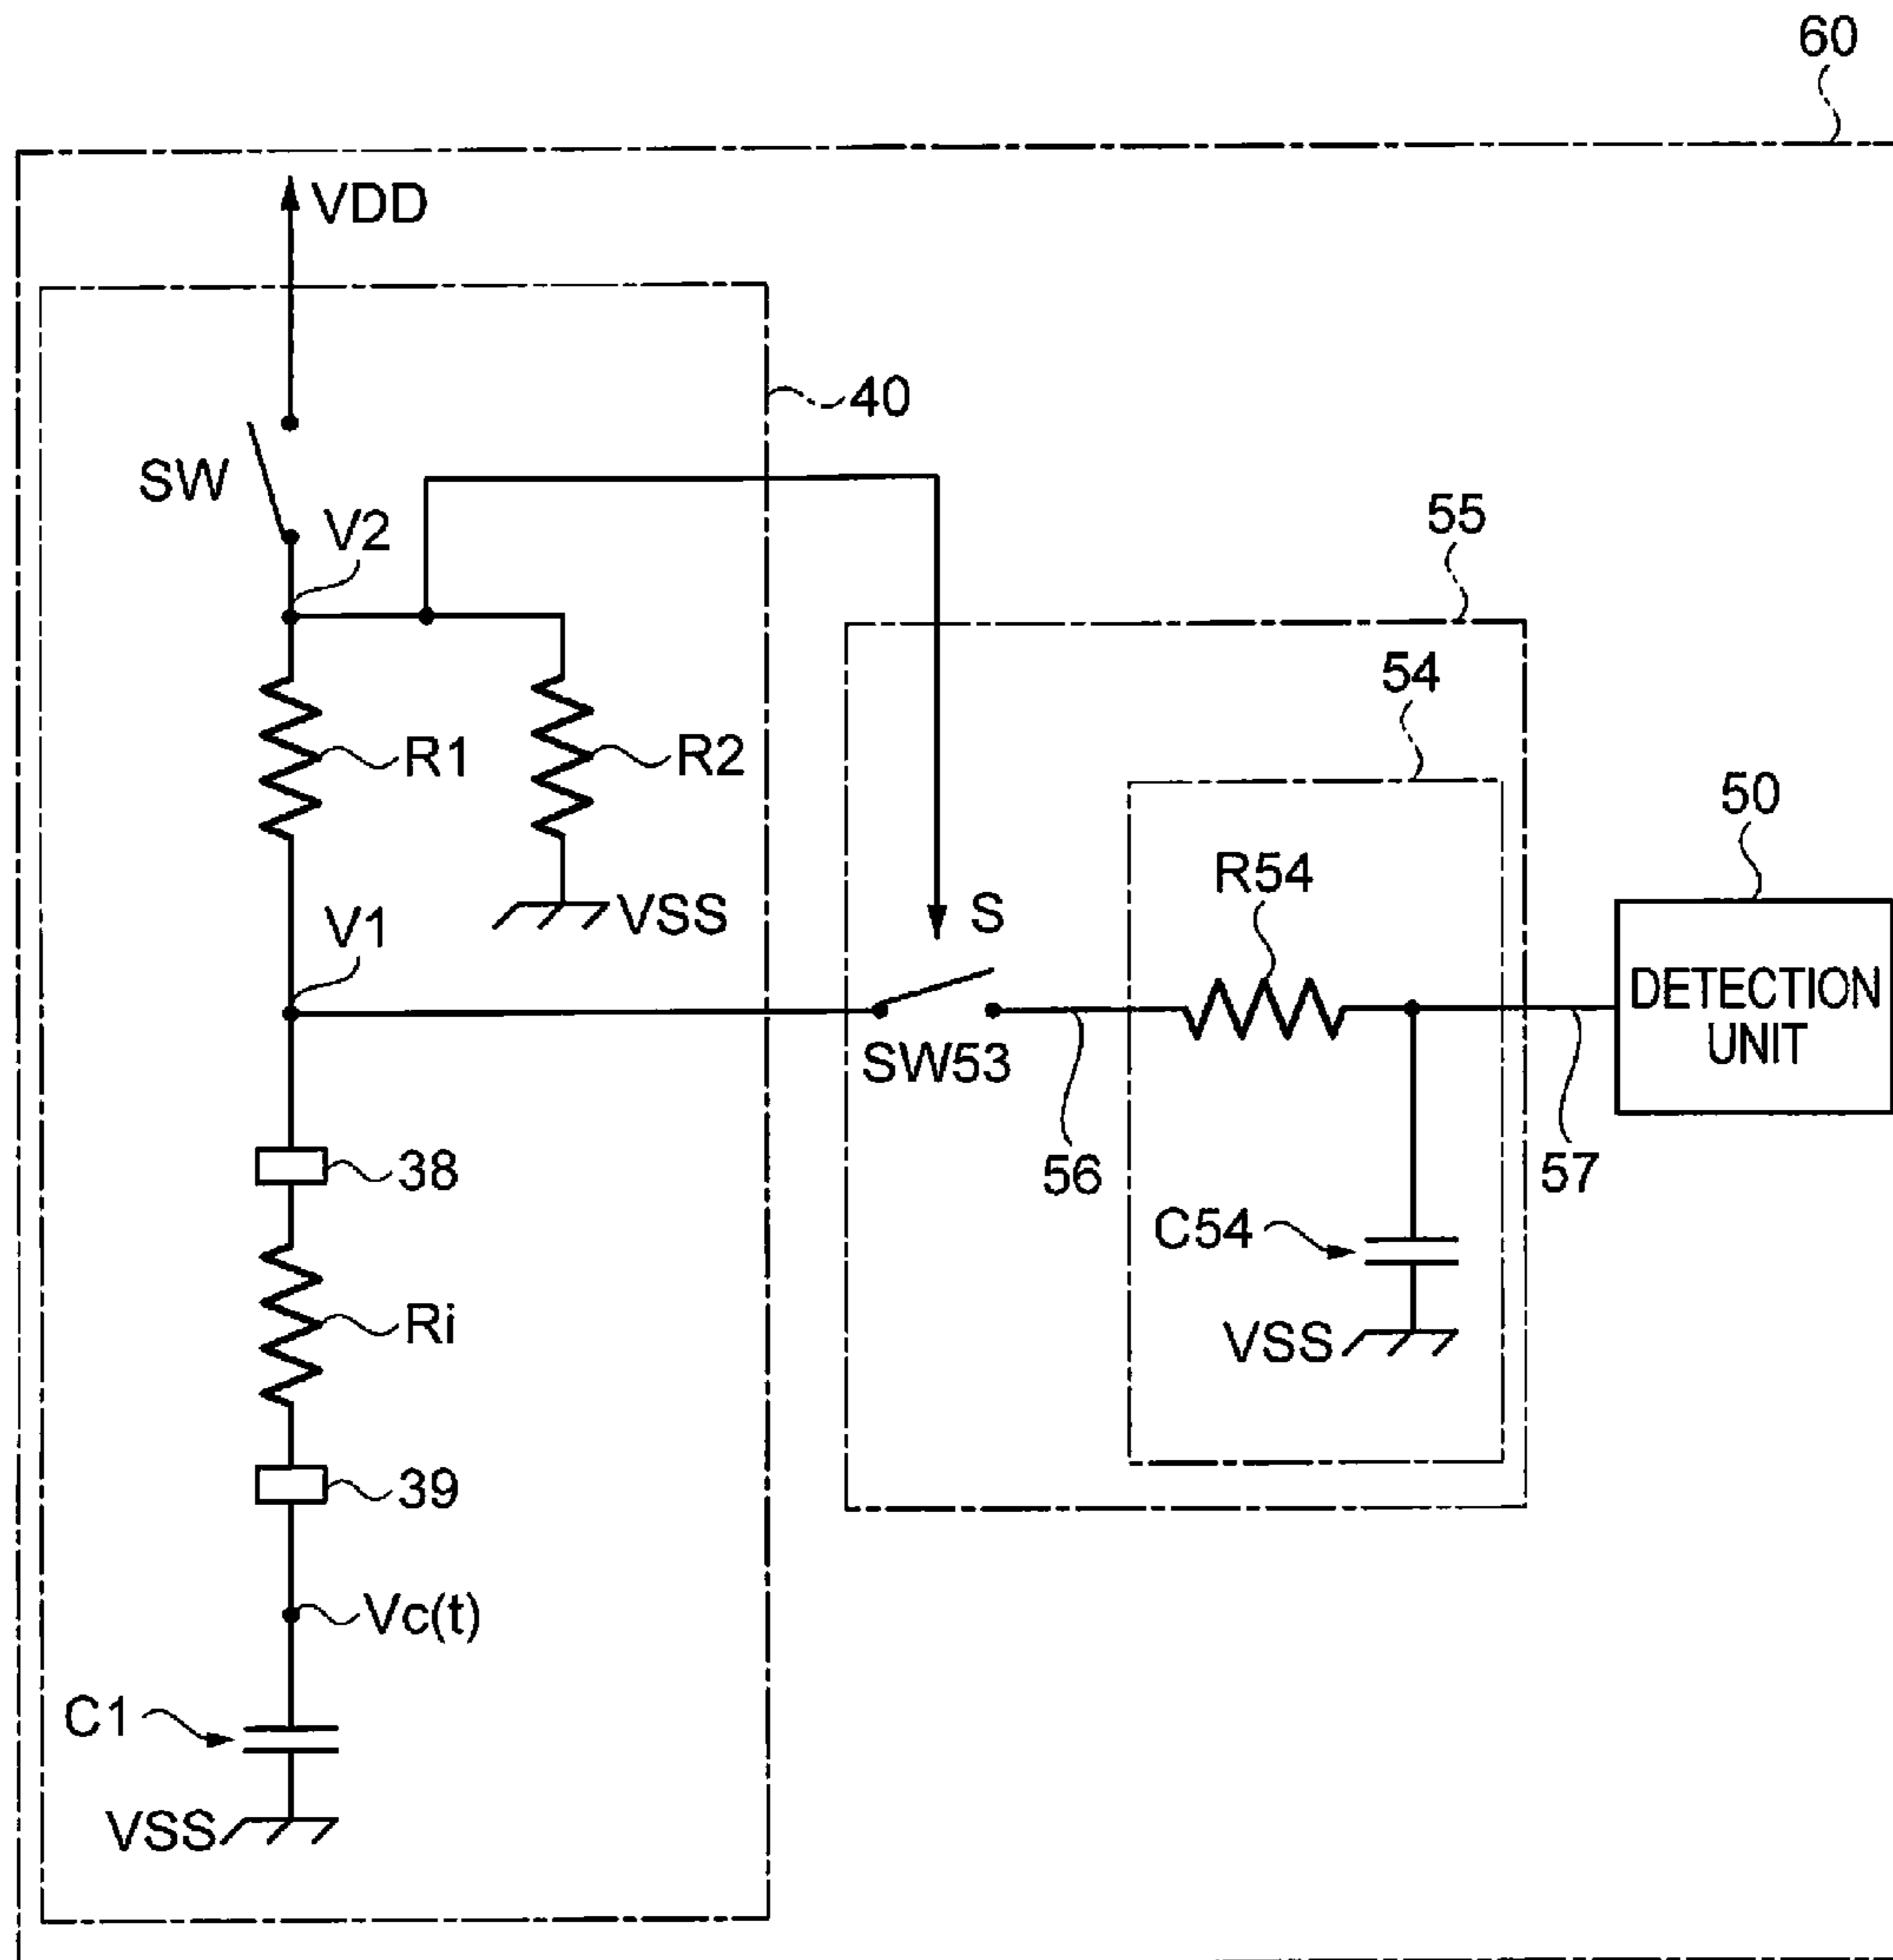 60
VDD
40
SW
V2
55
54
R1
R2
50
R54
VSS
S
V1
DETECTION
UNIT
SW53
38
56
57
C54
Ri
VSS
39
Vc(t)
C1
VSS